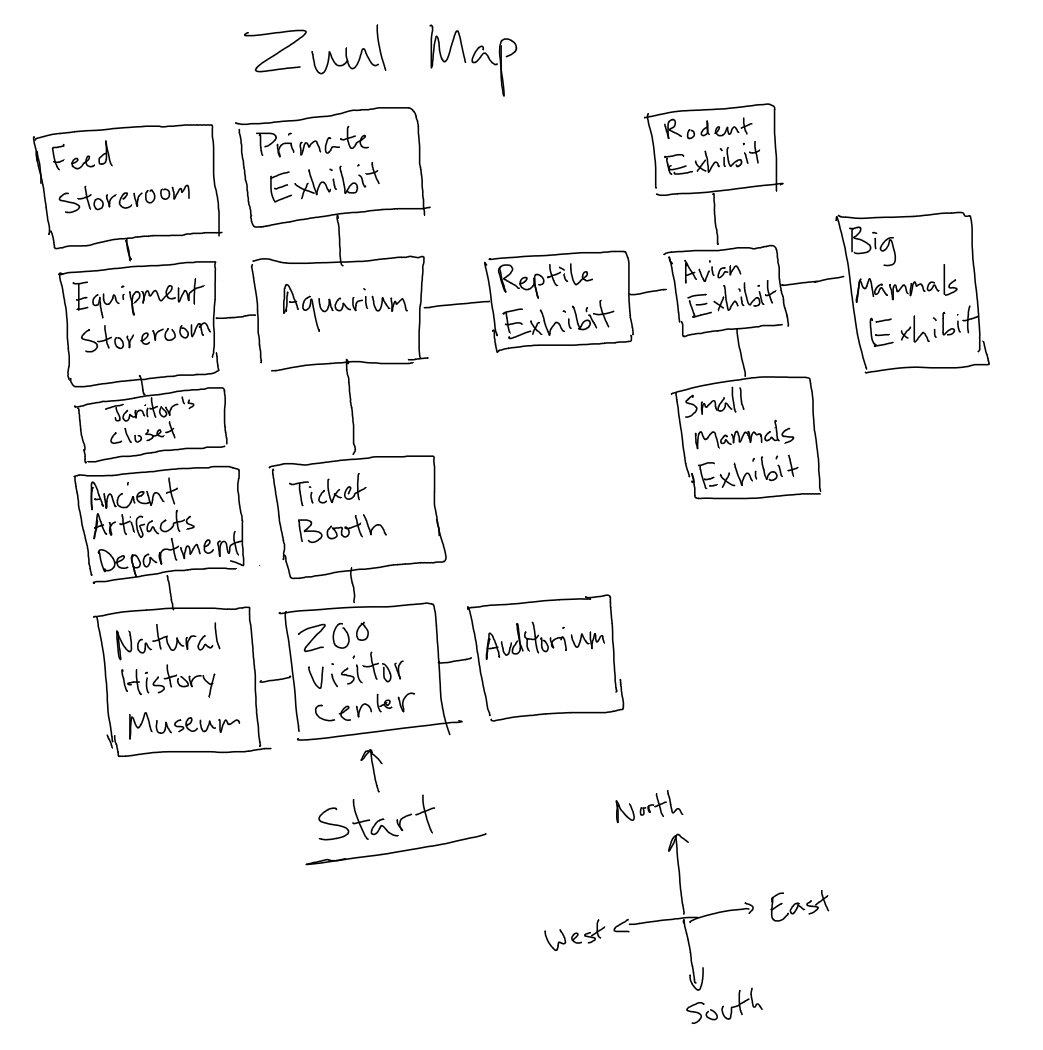 Zuul Map
Feed
Storeroom
Primate
Exhibit
Rodent
Exhibit
Equipment
Storeroom
Aquarium
Reptile
Exhibit
Avian
Exhibit
Big
Mammals
Exhibit
Janitor's
Closet
Small
Mammals
Exhibit
Ancient
Artifacts
Department
Ticket
Booth
Natural
History
Museum
ZOO
Visitor
Center
Auditorium
Start
North
West
East
South